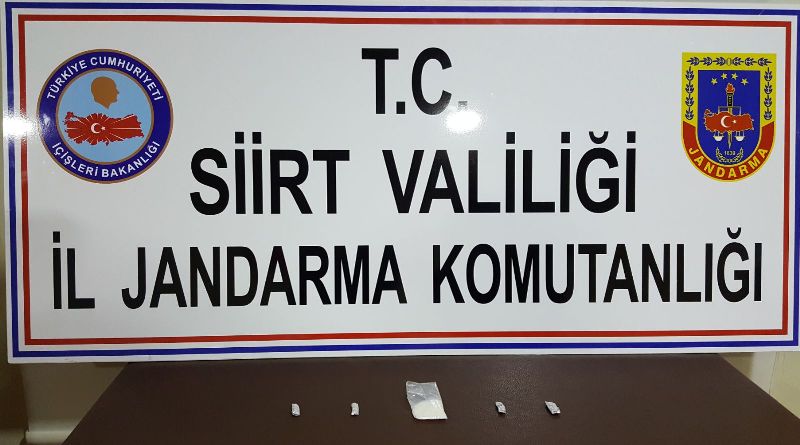 T.C.
SİİRT VALİLİĞİ
İL JANDARMA KOMUTANLIĞI
TÜRKİYE CUMHURİYETİ
İÇİŞLERİ BAKANLIĞI
1839
JANDARMA